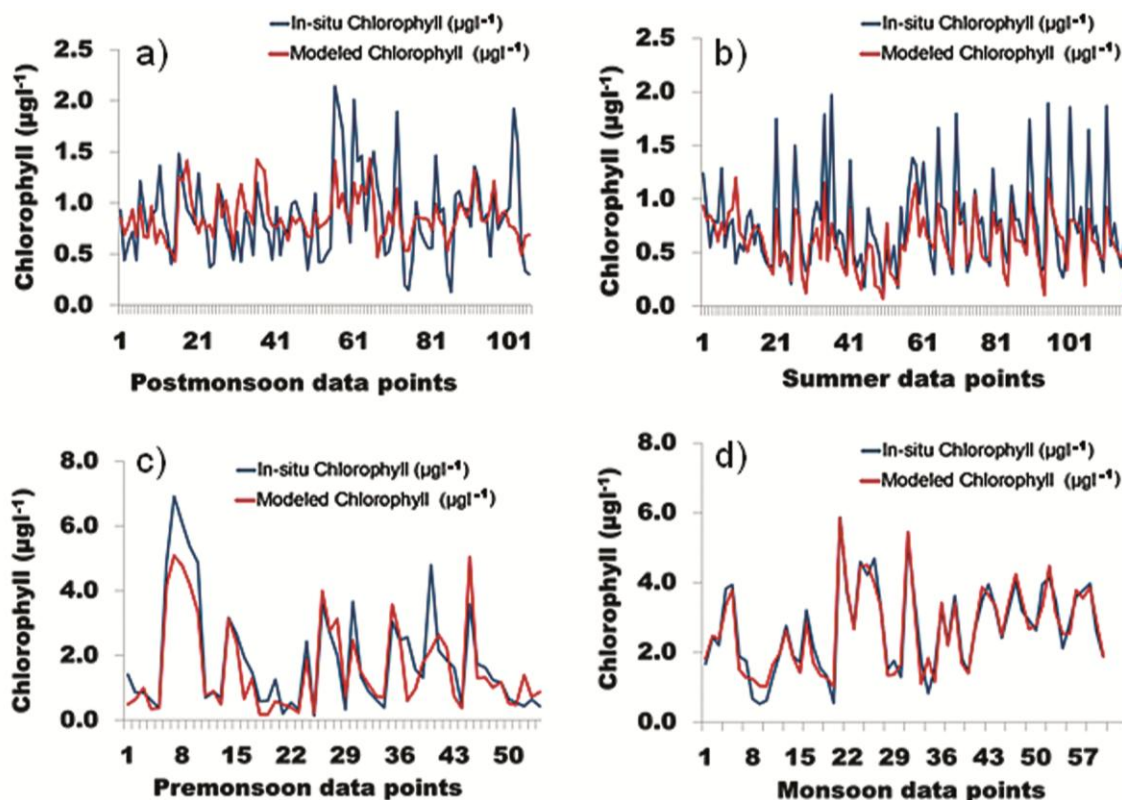 In-situ Chlorophyll (µgl-1)
Modeled Chlorophyll (µgl-1)
a)
Chlorophyll (µgl-1)
2.5
2.0
1.5
1.0
0.5
0.0
1 21 41 61 81 101
Postmonsoon data points
In-situ Chlorophyll (µgl-1)
Modeled Chlorophyll (µgl-1)
b)
Chlorophyll (µgl-1)
2.5
2.0
1.5
1.0
0.5
0.0
1 21 41 61 81 101
Summer data points
c)
In-situ Chlorophyll (µgl-1)
Modeled Chlorophyll (µgl-1)
Chlorophyll (µgl-1)
8.0
6.0
4.0
2.0
0.0
1 8 15 22 29 36 43 50
Premonsoon data points
d)
In-situ Chlorophyll (µgl-1)
Modeled Chlorophyll (µgl-1)
Chlorophyll (µgl-1)
8.0
6.0
4.0
2.0
0.0
1 8 15 22 29 36 43 50 57
Monsoon data points